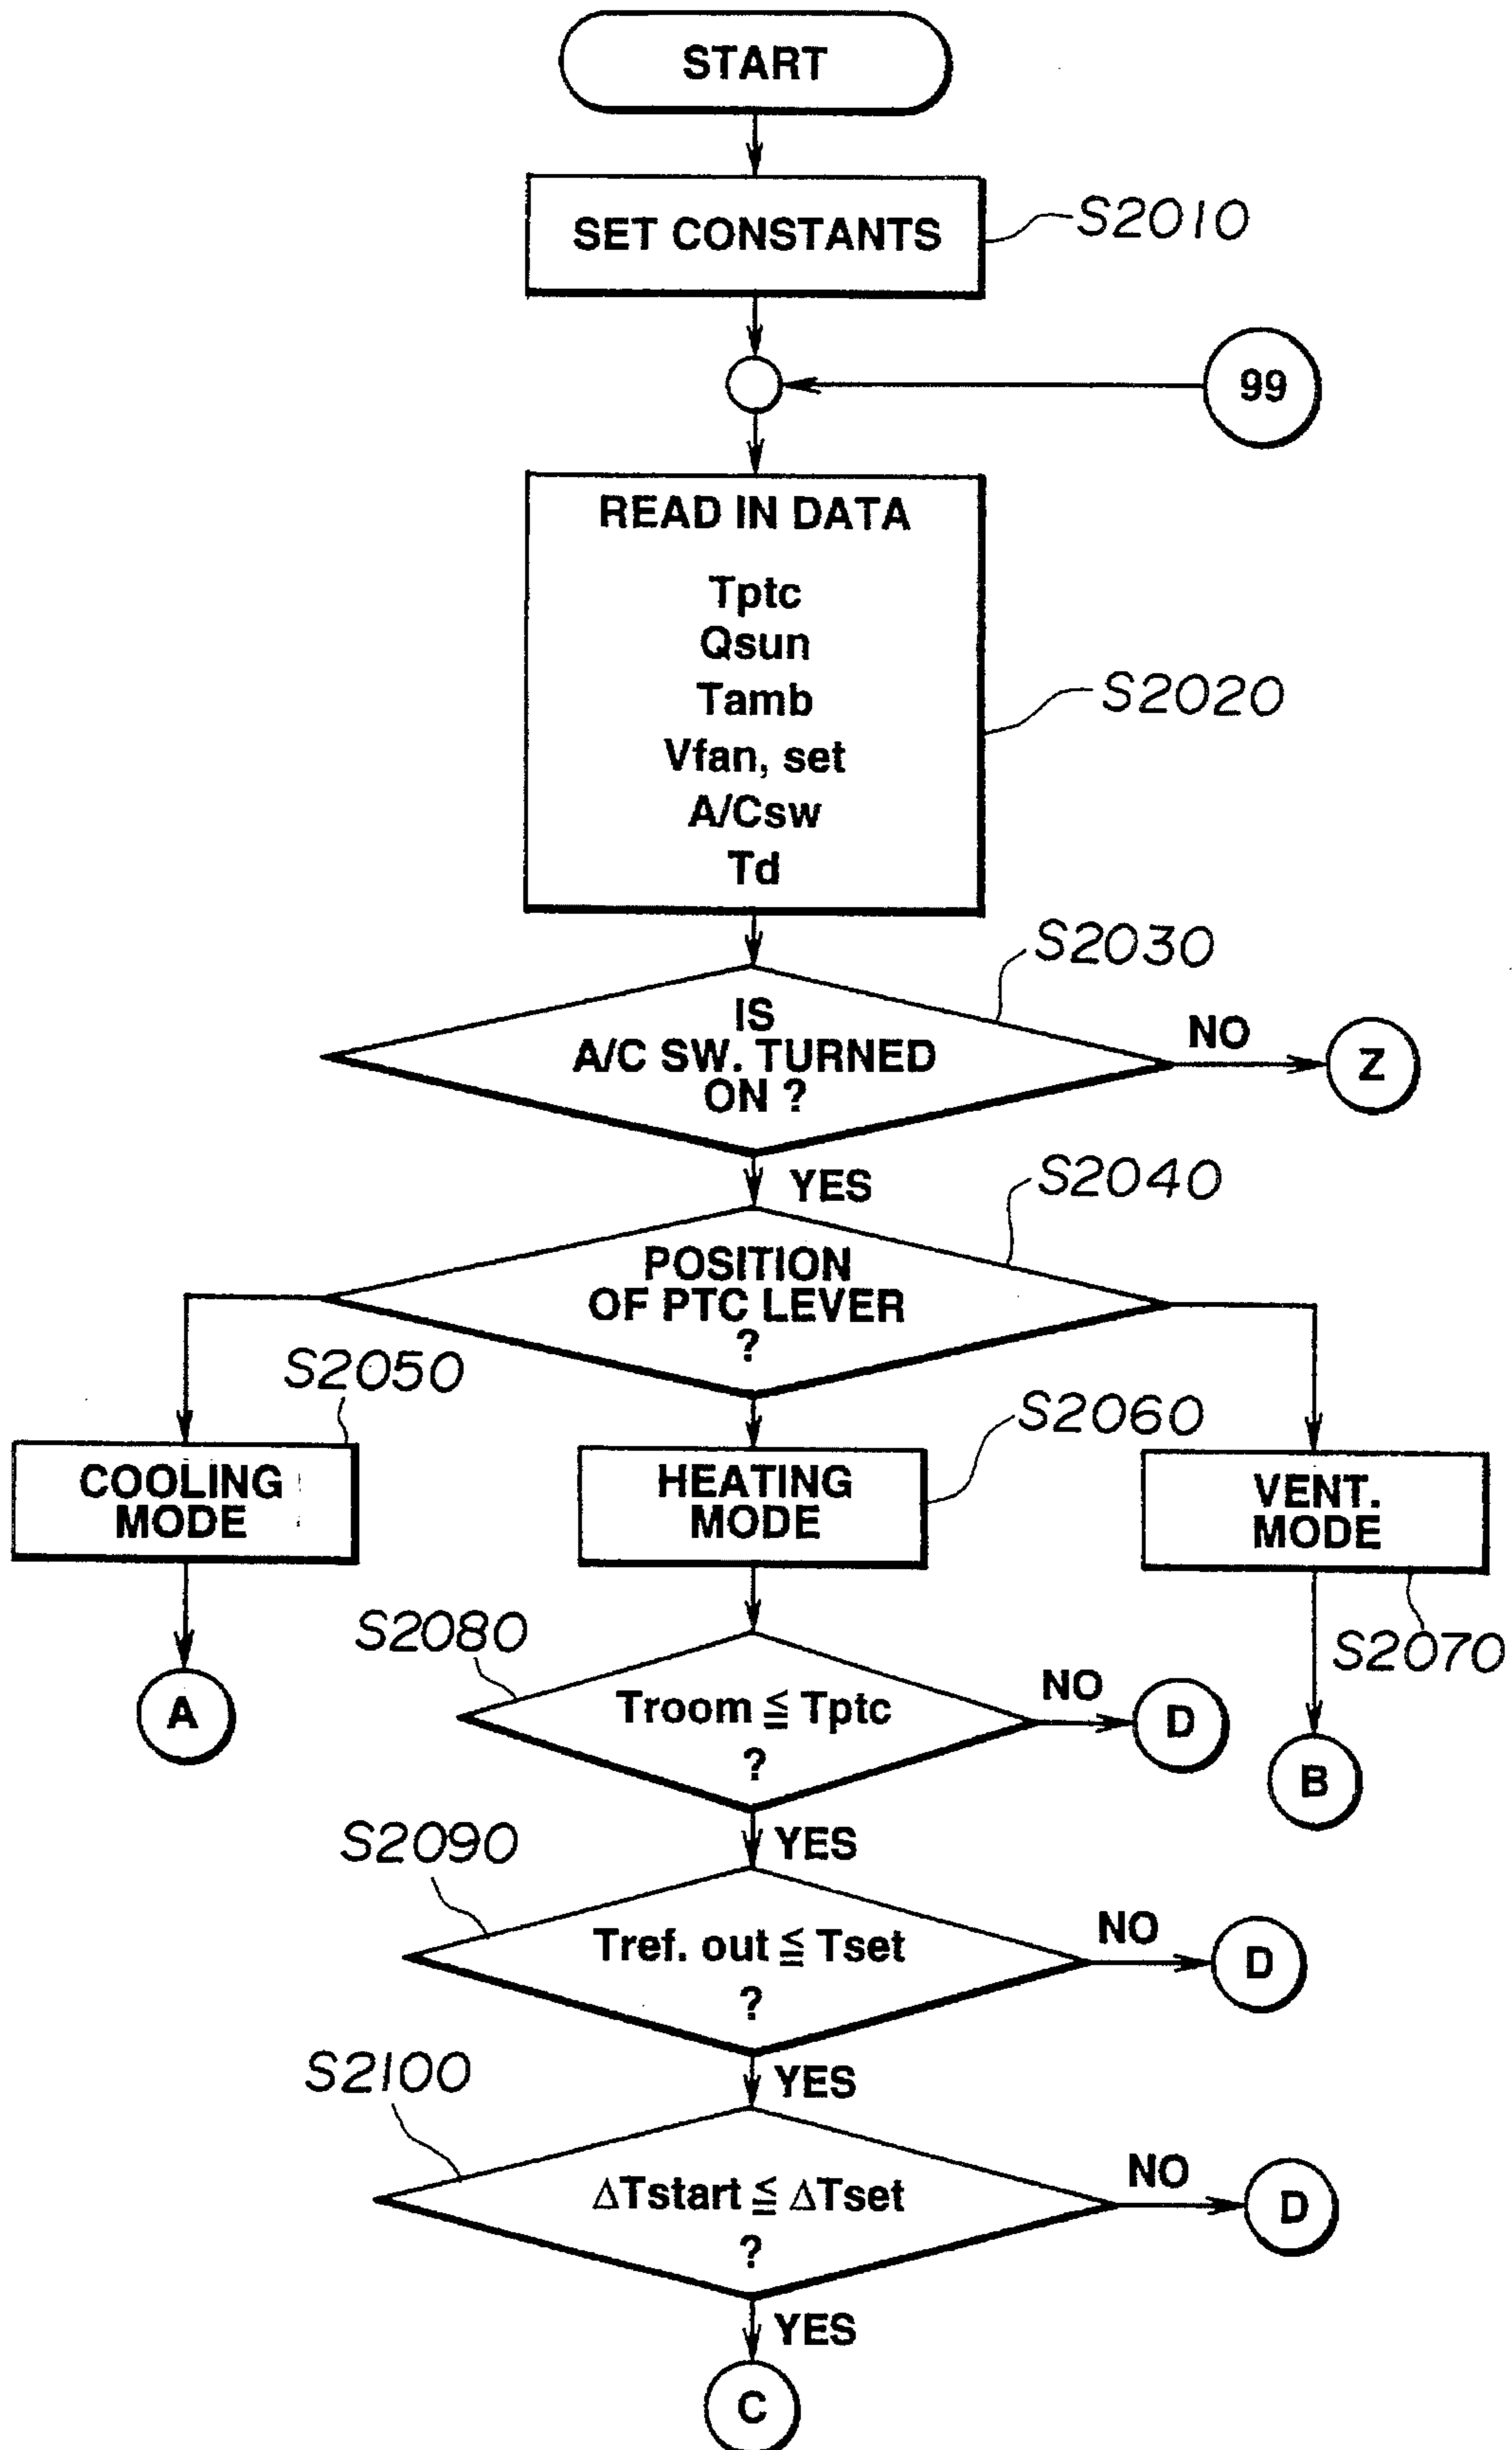 START
SET CONSTANTS
S2010
99
READ IN DATA
Tptc
Qsun
Tamb
Vfan, set
A/Csw
Td
S2020
S2030
IS
A/C SW. TURNED
ON ?
NO
Z
YES
S2040
POSITION
OF PTC LEVER
?
S2050
COOLING
MODE
S2060
HEATING
MODE
VENT.
MODE
S2070
A
S2080
Troom ≦ Tptc
?
NO
D
B
YES
S2090
Tref. out ≦ Tset
?
NO
D
YES
S2100
ΔTstart ≦ ΔTset
?
NO
D
YES
C